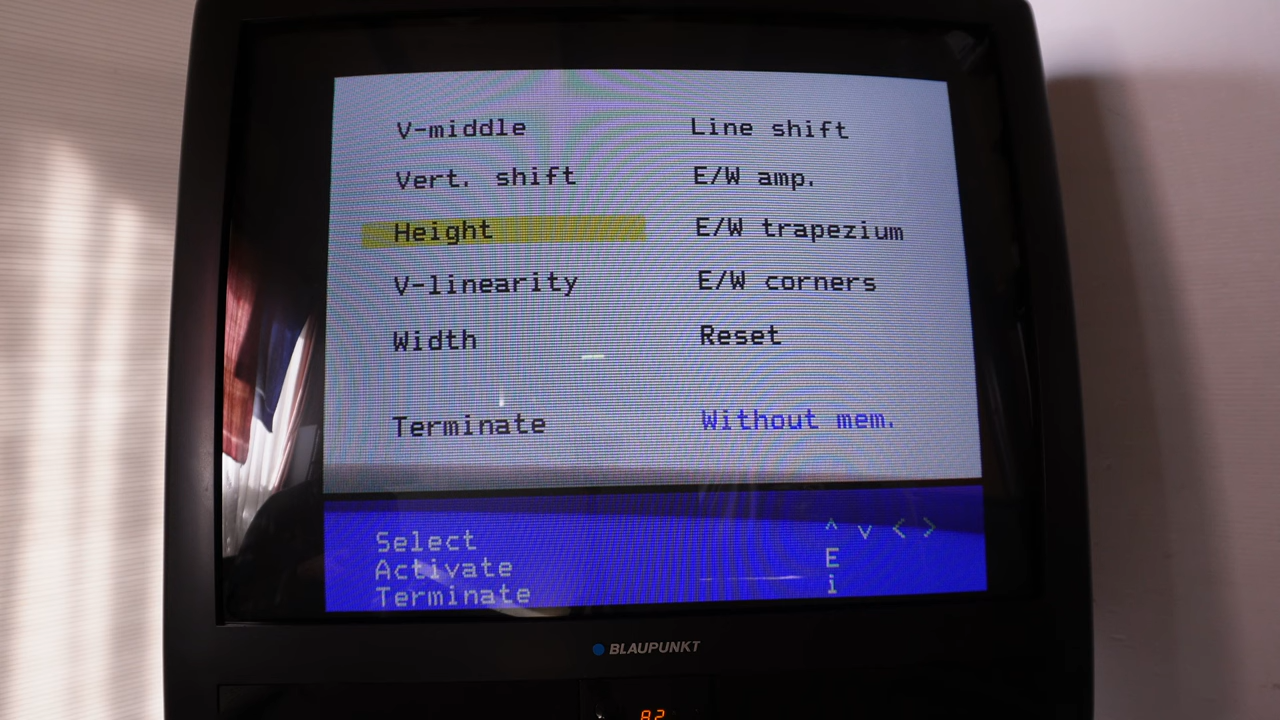 V-middle Line shift
Vert. shift E/W amp.
Height E/W trapezium
V-linearity E/W corners
Width Reset
Terminate Without mem.
Select ^ v < >
Activate E
Terminate i
BLAUPUNKT
82